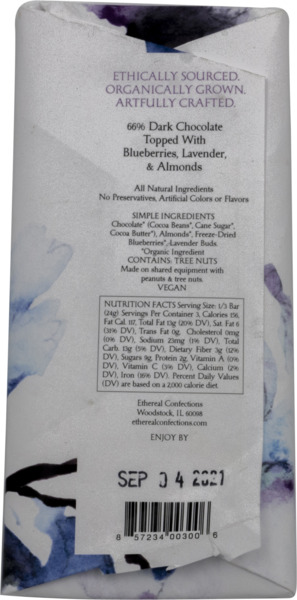 ETHICALLY SOURCED.
ORGANICALLY GROWN.
ARTFULLY CRAFTED.
66% Dark Chocolate
Topped With
Blueberries, Lavender,
& Almonds
All Natural Ingredients
No Preservatives, Artificial Colors or Flavors
SIMPLE INGREDIENTS
Chocolate* (Cocoa Beans*, Cane Sugar*,
Cocoa Butter*), Almonds*, Freeze-Dried
Blueberries*, Lavender Buds.
*Organic Ingredient
CONTAINS: TREE NUTS
Made on shared equipment with
peanuts & tree nuts.
VEGAN
NUTRITION FACTS Serving Size: 1/3 Bar
(24g) Servings Per Container 3, Calories 156,
Fat Cal. 117, Total Fat 13g (20% DV), Sat. Fat 6
(31% DV), Trans Fat 0g, Cholesterol 0mg
(0% DV), Sodium 23mg (1% DV), Total
Carb. 13g (5% DV), Dietary Fiber 3g (12%
DV), Sugars 9g, Protein 2g, Vitamin A (0%
DV), Vitamin C (3% DV), Calcium (2%
DV), Iron (16% DV). Percent Daily Values
(DV) are based on a 2,000 calorie diet.
Ethereal Confections
Woodstock, IL 60098
etherealconfections.com
ENJOY BY
SEP 04 2021
8 57234 00300 6